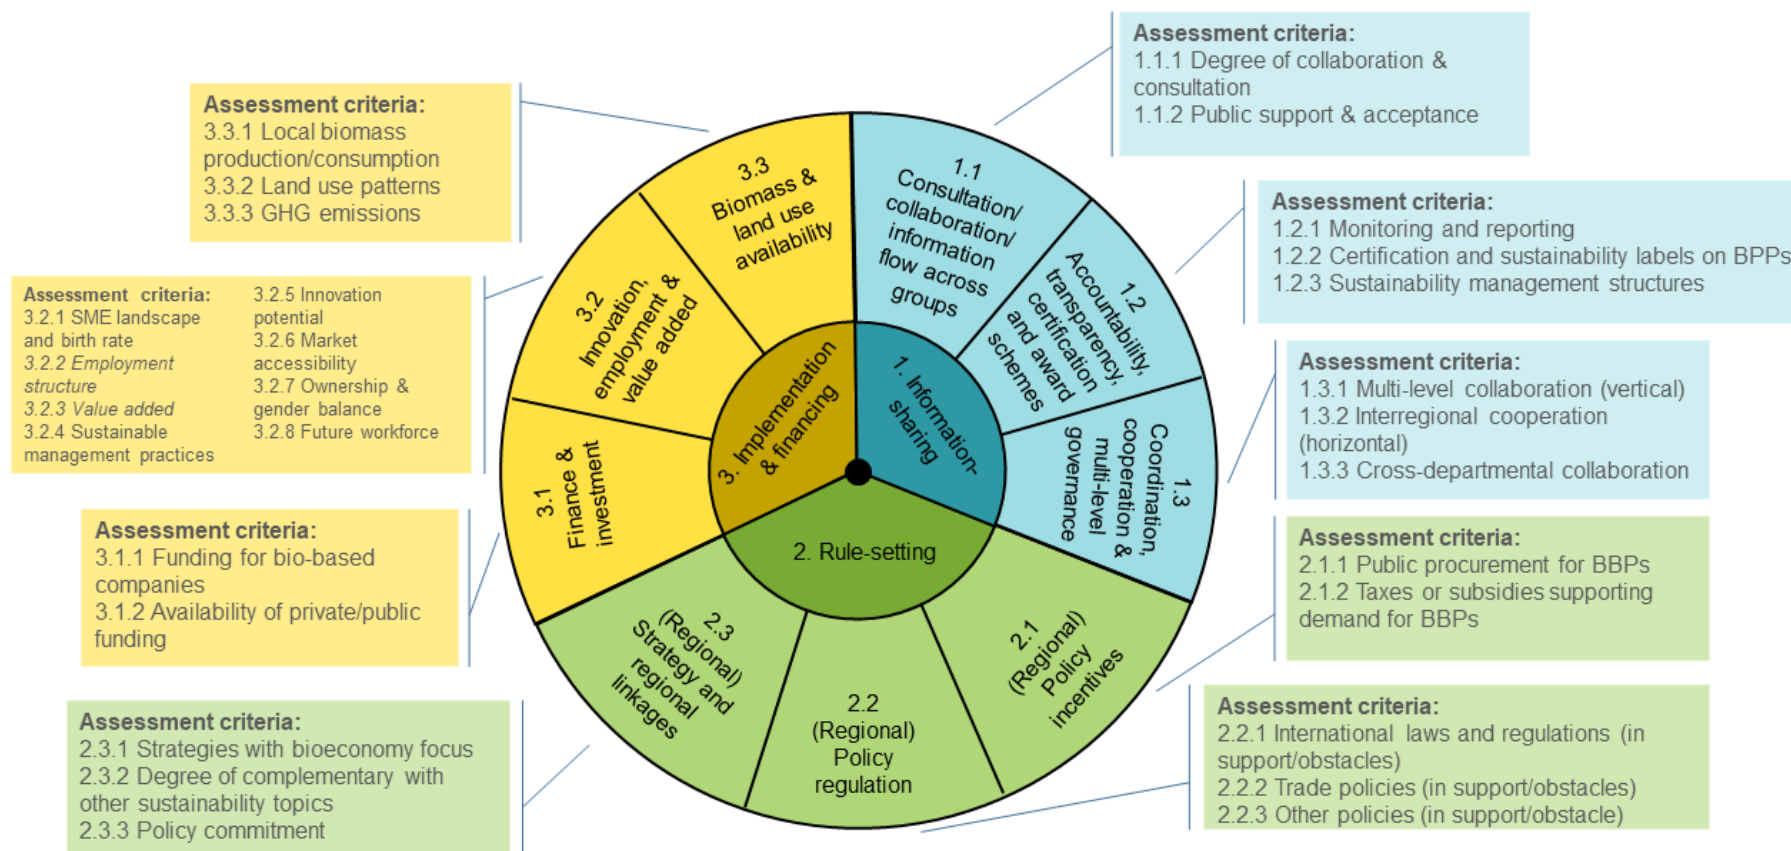 Assessment criteria:
1.1.1 Degree of collaboration &
consultation
1.1.2 Public support & acceptance
Assessment criteria:
3.3.1 Local biomass
production/consumption
3.3.2 Land use patterns
3.3.3 GHG emissions
Assessment criteria:
1.2.1 Monitoring and reporting
1.2.2 Certification and sustainability labels on BPPs
1.2.3 Sustainability management structures
Assessment criteria:
3.2.1 SME landscape
and birth rate
3.2.2 Employment
structure
3.2.3 Value added
3.2.4 Sustainable
management practices
3.2.5 Innovation
potential
3.2.6 Market
accessibility
3.2.7 Ownership &
gender balance
3.2.8 Future workforce
Assessment criteria:
1.3.1 Multi-level collaboration (vertical)
1.3.2 Interregional cooperation
(horizontal)
1.3.3 Cross-departmental collaboration
Assessment criteria:
3.1.1 Funding for bio-based
companies
3.1.2 Availability of private/public
funding
Assessment criteria:
2.1.1 Public procurement for BBPs
2.1.2 Taxes or subsidies supporting
demand for BBPs
Assessment criteria:
2.3.1 Strategies with bioeconomy focus
2.3.2 Degree of complementary with
other sustainability topics
2.3.3 Policy commitment
Assessment criteria:
2.2.1 International laws and regulations (in
support/obstacles)
2.2.2 Trade policies (in support/obstacles)
2.2.3 Other policies (in support/obstacle)
1.1
Consultation/
collaboration/
information
flow across
groups
1.2
Accountability,
transparency,
certification
and award
schemes
1.3
Coordination,
cooperation &
multi-level
governance
2.1
(Regional)
Policy
incentives
2.2
(Regional)
Policy
regulation
2.3
(Regional)
Strategy and
regional
linkages
3.1
Finance &
investment
3.2
Innovation,
employment &
value added
3.3
Biomass &
land use
availability
1. Information-
sharing
2. Rule-setting
3. Implementation
& financing